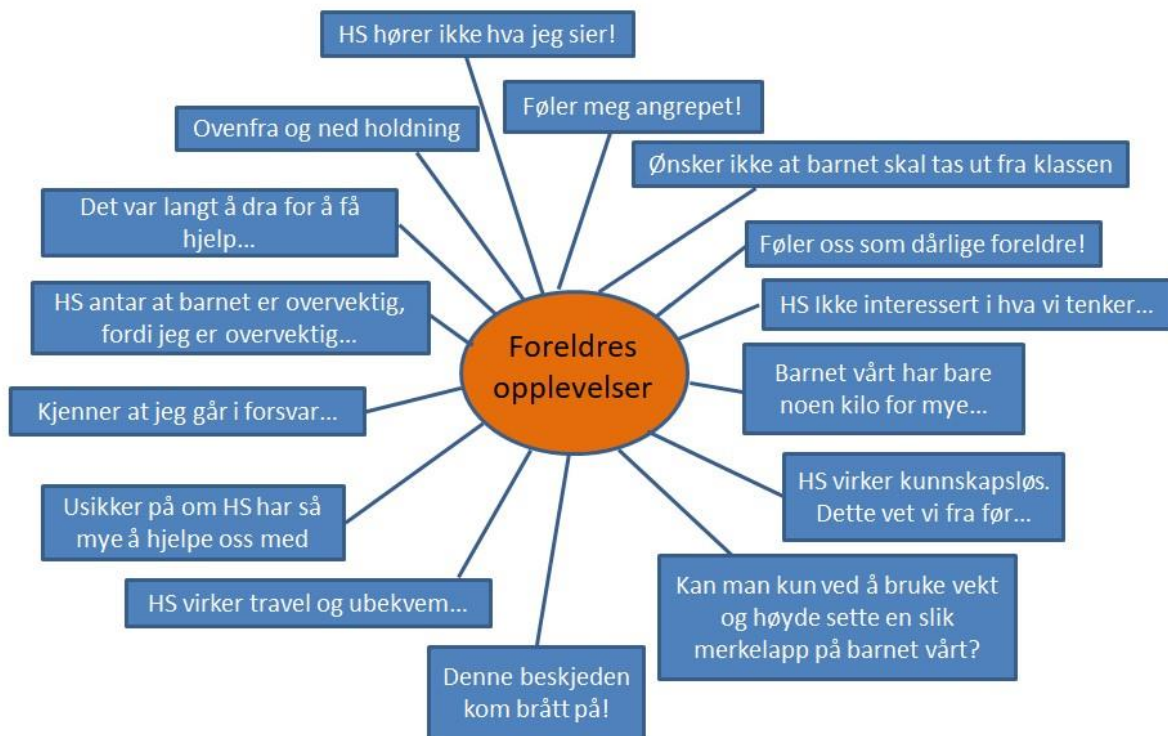 HS hører ikke hva jeg sier!
Føler meg angrepet!
Ovenfra og ned holdning
Ønsker ikke at barnet skal tas ut fra klassen
Det var langt å dra for å få
hjelp...
Føler oss som dårlige foreldre!
HS antar at barnet er overvektig,
fordi jeg er overvektig...
HS Ikke interessert i hva vi tenker...
Foreldres
opplevelser
Barnet vårt har bare
noen kilo for mye...
Kjenner at jeg går i forsvar...
HS virker kunnskapsløs.
Dette vet vi fra før...
Usikker på om HS har så
mye å hjelpe oss med
HS virker travel og ubekvem...
Kan man kun ved å bruke vekt
og høyde sette en slik
merkelapp på barnet vårt?
Denne beskjeden
kom brått på!